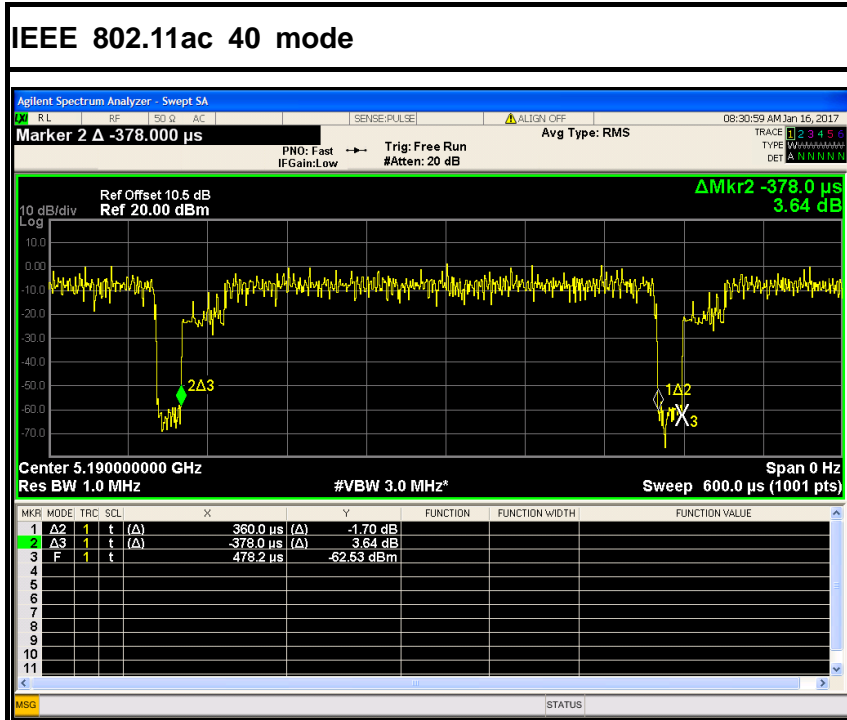 IEEE 802.11ac 40 mode
Agilent Spectrum Analyzer - Swept SA
LXI RL RF 50 Ω AC SENSE:PULSE ALIGN OFF 08:30:59 AM Jan 16, 2017
Marker 2 Δ -378.000 µs
Avg Type: RMS
TRACE 1 2 3 4 5 6
PNO: Fast Trig: Free Run
TYPE W
IFGain:Low #Atten: 20 dB
DET A N N N N N
ΔMkr2 -378.0 µs
3.64 dB
Ref Offset 10.5 dB
10 dB/div Ref 20.00 dBm
Log
10.0
0.00
-10.0
-20.0
-30.0
-40.0
-50.0
-60.0
-70.0
2Δ3
1Δ2
X3
Center 5.190000000 GHz Span 0 Hz
Res BW 1.0 MHz #VBW 3.0 MHz* Sweep 600.0 µs (1001 pts)
MKR MODE TRC SCL X Y FUNCTION FUNCTION WIDTH FUNCTION VALUE
1 Δ2 1 t (Δ) 360.0 µs (Δ) -1.70 dB
2 Δ3 1 t (Δ) -378.0 µs (Δ) 3.64 dB
3 F 1 t 478.2 µs -62.53 dBm
4
5
6
7
8
9
10
11
MSG STATUS